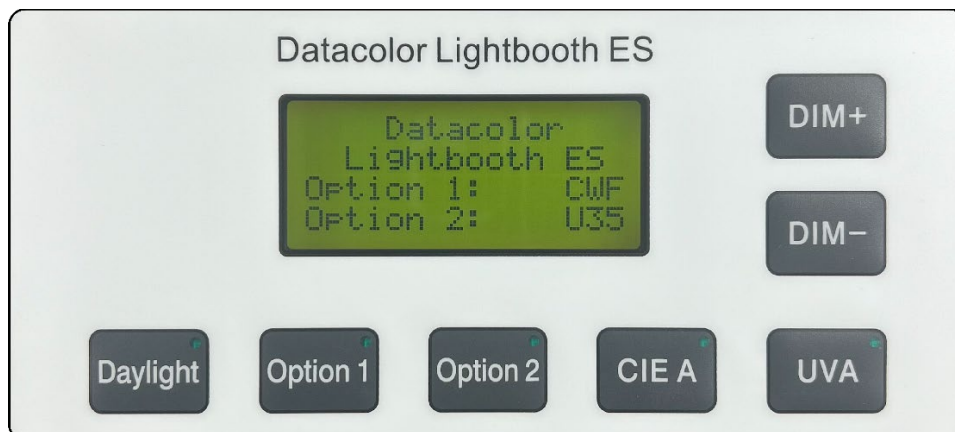 Datacolor Lightbooth ES
Datacolor
Lightbooth ES
Option 1: CWF
Option 2: U35
DIM+
DIM-
Daylight
Option 1
Option 2
CIE A
UVA